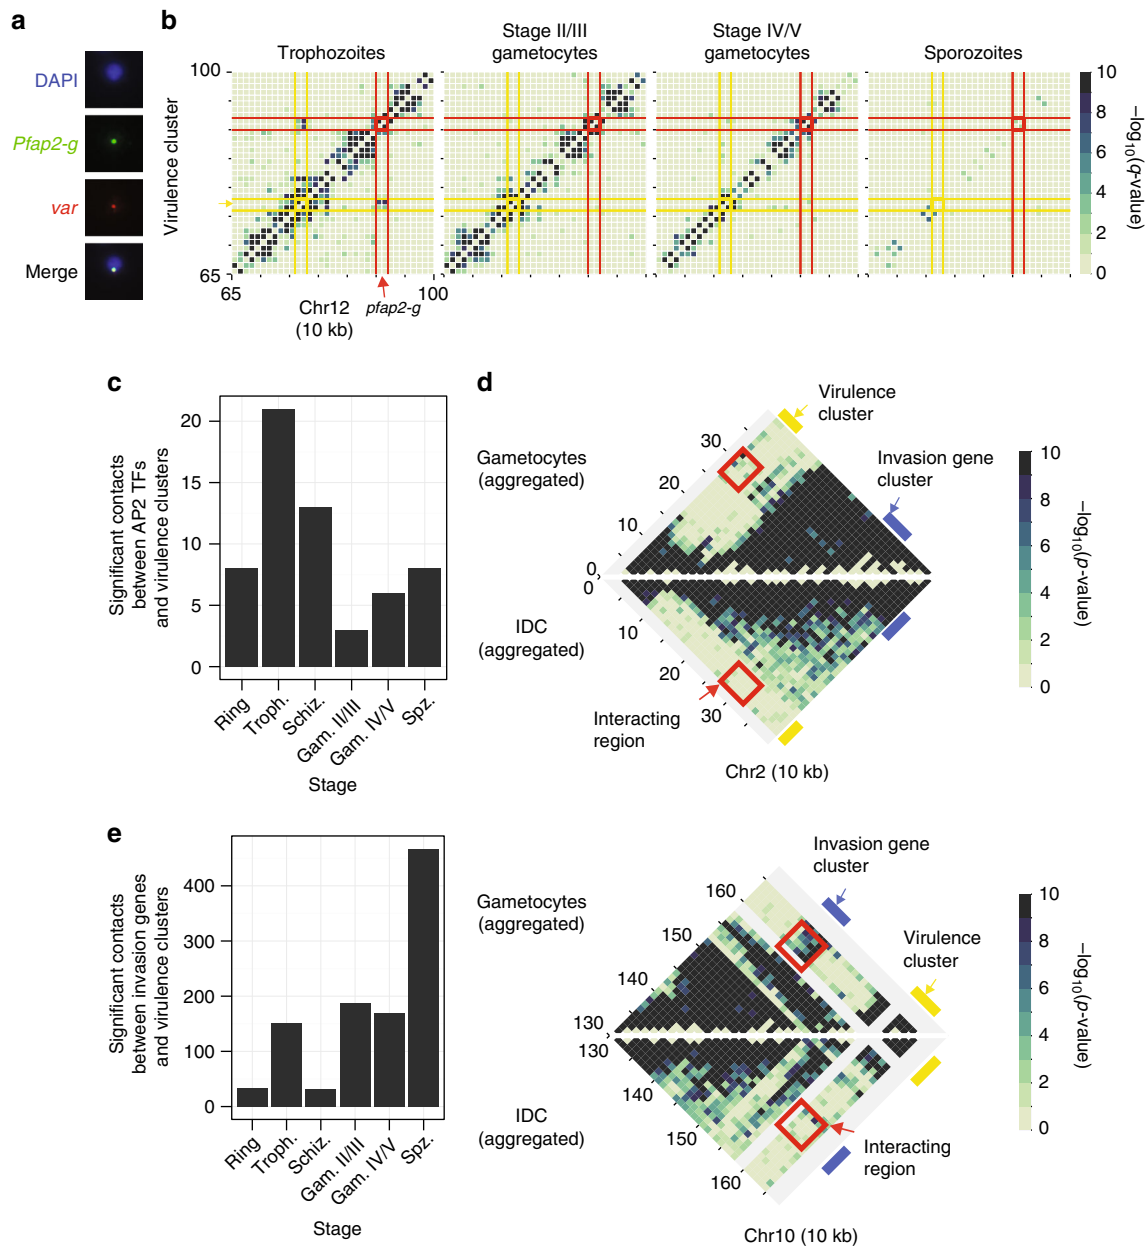 a
DAPI
Pfap2-g
var
Merge
b
Trophozoites
Stage II/III
gametocytes
Stage IV/V
gametocytes
Sporozoites
100
Virulence cluster
65
65
100
Chr12
(10 kb)
pfap2-g
10
8
6
4
2
0
–log10(q-value)
c
Significant contacts
between AP2 TFs
and virulence clusters
20
15
10
5
0
Ring
Troph.
Schiz.
Gam. II/III
Gam. IV/V
Spz.
Stage
d
Gametocytes
(aggregated)
IDC
(aggregated)
30
20
10
0
0
10
20
30
Virulence
cluster
Invasion gene
cluster
Interacting
region
Chr2 (10 kb)
10
8
6
4
2
0
–log10(p-value)
e
Significant contacts
between invasion genes
and virulence clusters
400
300
200
100
0
Ring
Troph.
Schiz.
Gam. II/III
Gam. IV/V
Spz.
Stage
Gametocytes
(aggregated)
IDC
(aggregated)
160
150
140
130
130
140
150
160
Invasion gene
cluster
Virulence
cluster
Interacting
region
Chr10 (10 kb)
10
8
6
4
2
0
–log10(p-value)